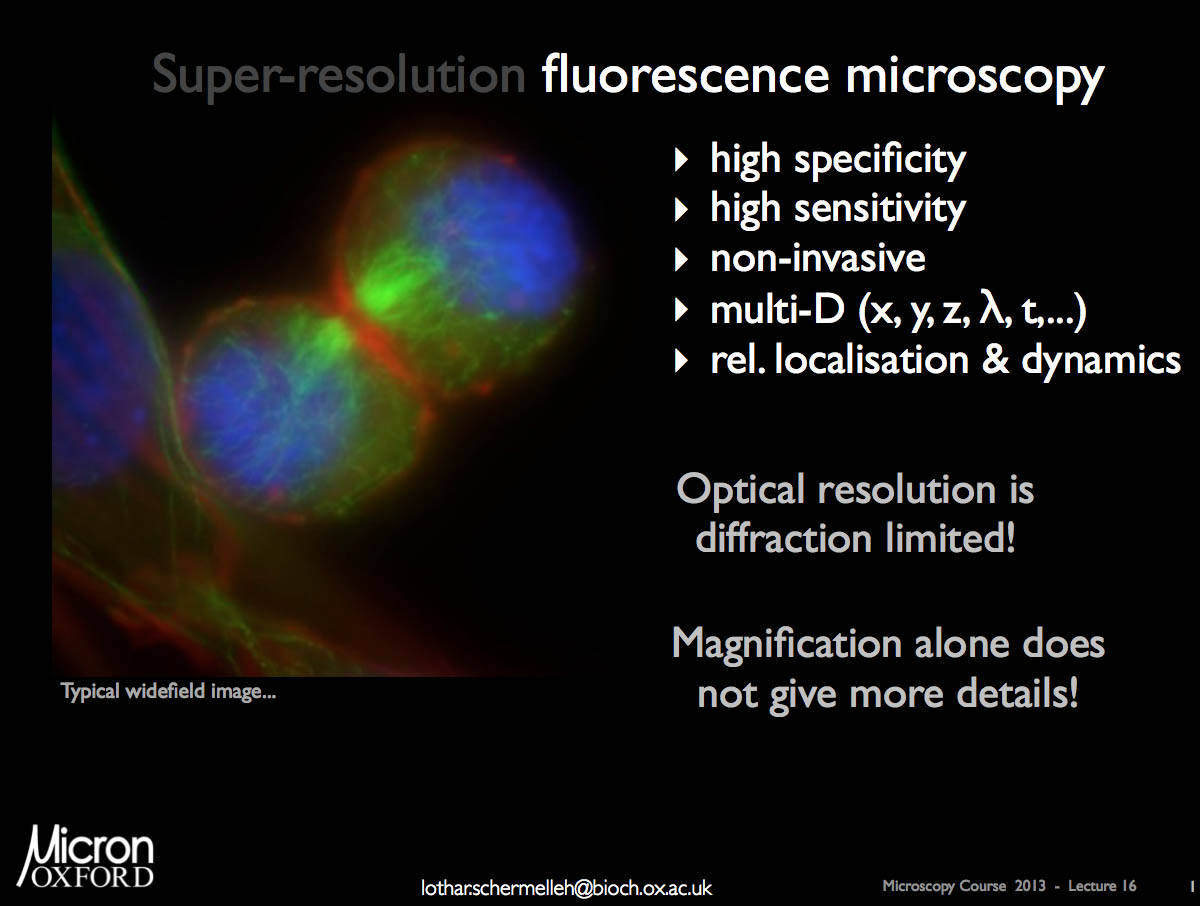 Super-resolution fluorescence microscopy
‣ high specificity
‣ high sensitivity
‣ non-invasive
‣ multi-D (x, y, z, λ, t,...)
‣ rel. localisation & dynamics
Optical resolution is
diffraction limited!
Magnification alone does
not give more details!
Typical widefield image...
Micron
OXFORD
lothar.schermelleh@bioch.ox.ac.uk
Microscopy Course 2013 - Lecture 16
1